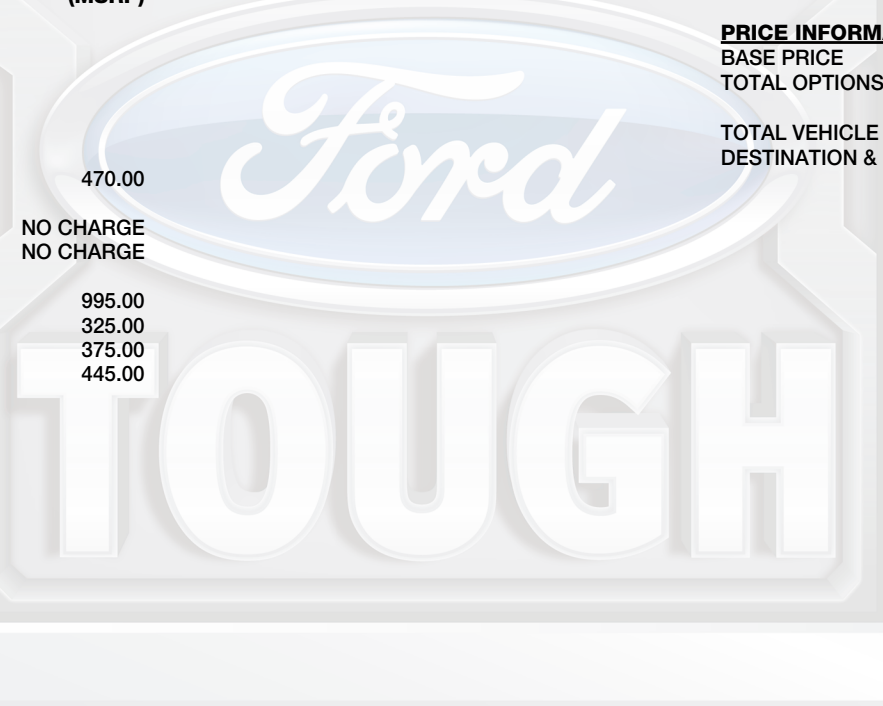 (MSRP)
470.00
NO CHARGE
NO CHARGE
995.00
325.00
375.00
445.00
PRICE INFORMA
BASE PRICE
TOTAL OPTIONS
TOTAL VEHICLE
DESTINATION &
Ford
TOUGH